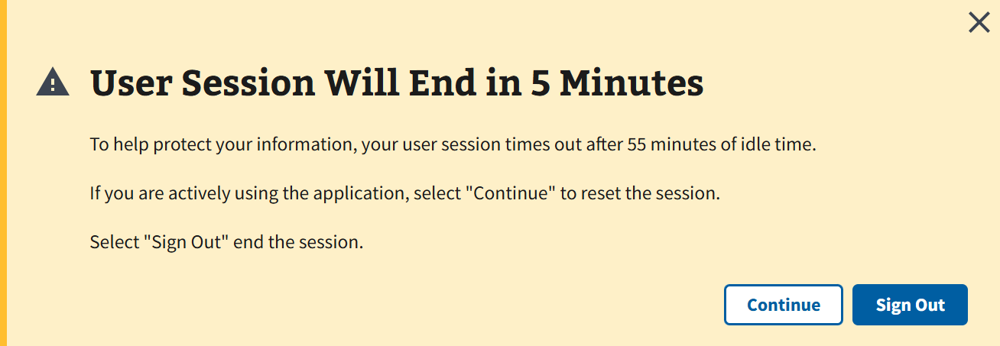 User Session Will End in 5 Minutes
To help protect your information, your user session times out after 55 minutes of idle time.
If you are actively using the application, select "Continue" to reset the session.
Select "Sign Out" end the session.
Continue
Sign Out